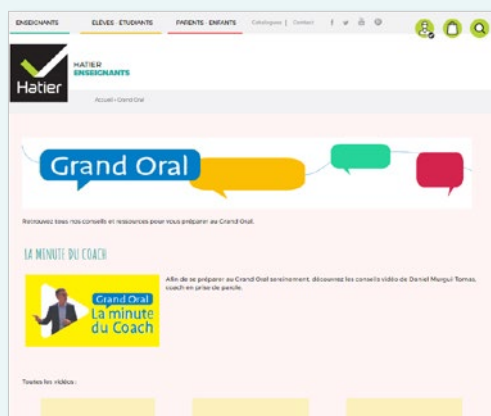 ENSEIGNANTS ELÈVES - ETUDIANTS PARENTS - ENFANTS Catalogues | Contact
Hatier
HATIER
ENSEIGNANTS
Accueil › Grand Oral
Grand Oral
Retrouvez tous nos conseils et ressources pour vous préparer au Grand Oral.
LA MINUTE DU COACH
Grand Oral
La minute
du Coach
Afin de se préparer au Grand Oral sereinement, découvrez les conseils vidéo de Daniel Murgui Tomas,
coach en prise de parole.
Toutes les vidéos :